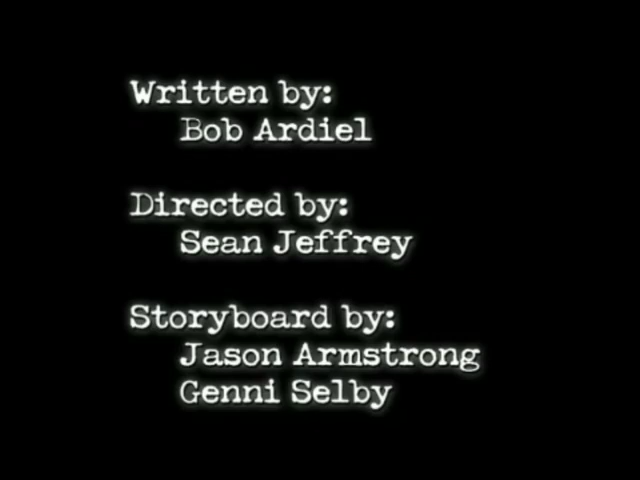 Written by:
Bob Ardiel
Directed by:
Sean Jeffrey
Storyboard by:
Jason Armstrong
Genni Selby